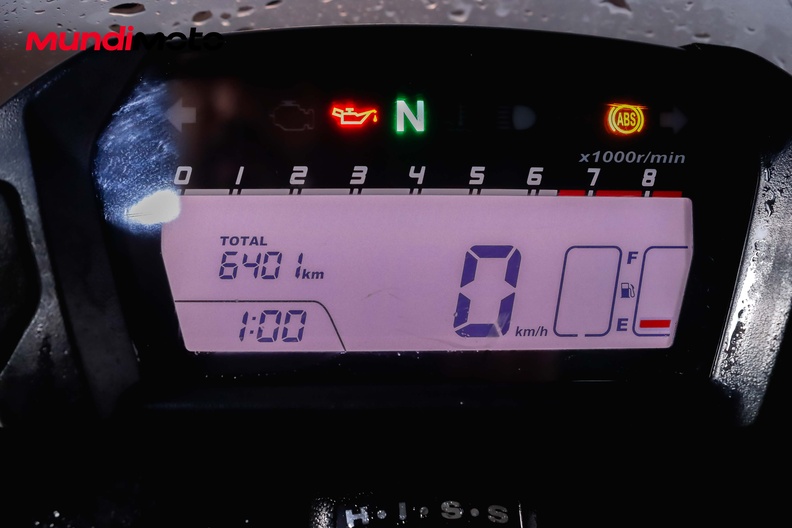 MUNDIMOTO
N
ABS
x1000r/min
0 1 2 3 4 5 6 7 8
TOTAL
6401 km
0 km/h
F
E
1:00
H·I·S·S